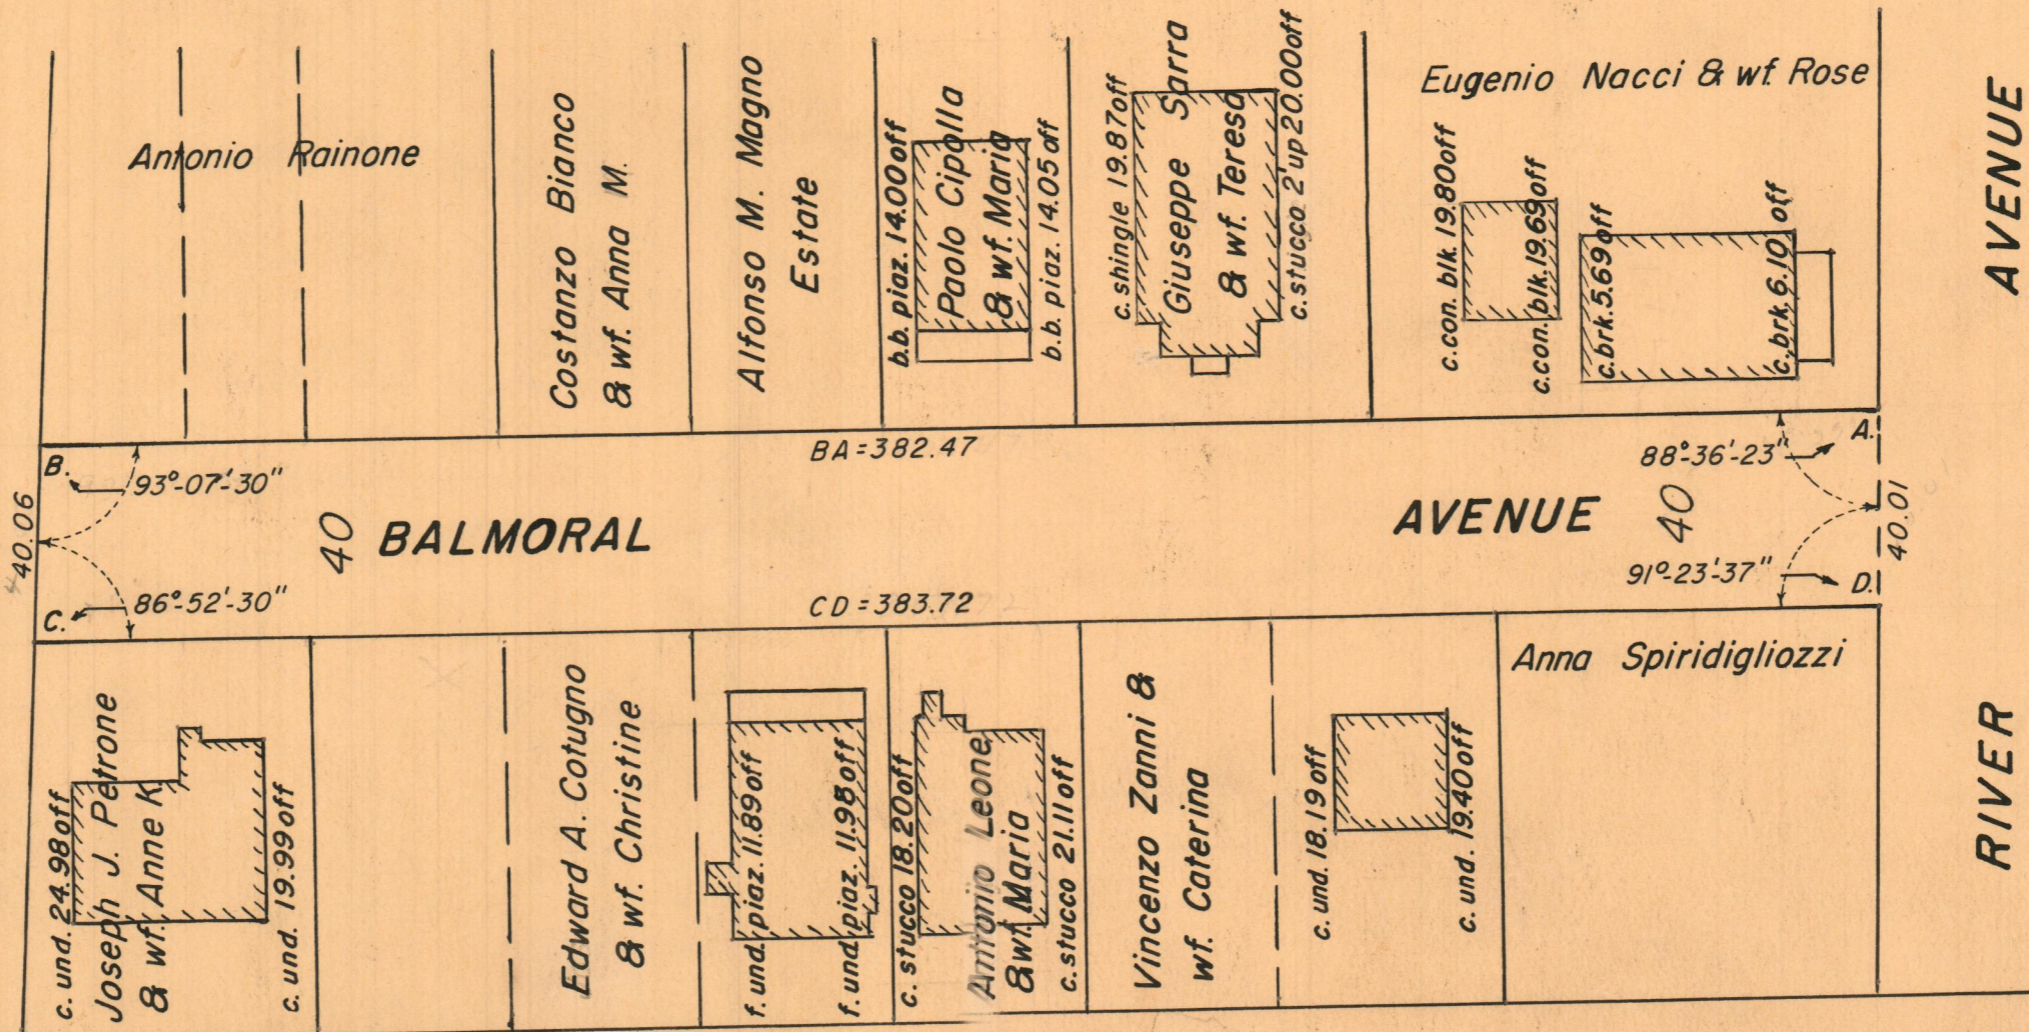 Antonio Rainone
Costanzo Bianco
& wf. Anna M.
Alfonso M. Magno
Estate
b.b. piaz. 14.00 off
Paolo Cipolla
& wf. Maria
b.b. piaz. 14.05 off
c. shingle 19.87 off
Giuseppe Sarra
& wf. Teresa
c. stucco 2' up 20.00 off
Eugenio Nacci & wf. Rose
c. con. blk. 19.80 off
c. con. blk. 19.69 off
c. brk. 5.69 off
c. brk. 6.10 off
AVENUE
B.
93°-07'-30"
BA = 382.47
88°-36'-23"
A.
40.06
40
BALMORAL
AVENUE
40
40.01
C.
86°-52'-30"
CD = 383.72
91°-23'-37"
D.
c. und. 24.98 off
Joseph J. Petrone
& wf. Anne K.
c. und. 19.99 off
Edward A. Cotugno
& wf. Christine
f. und. piaz. 11.89 off
f. und. piaz. 11.98 off
c. stucco 18.20 off
Antonio Leone
& wf. Maria
c. stucco 21.11 off
Vincenzo Zanni &
wf. Caterina
c. und. 18.19 off
c. und. 19.40 off
Anna Spiridigliozzi
RIVER